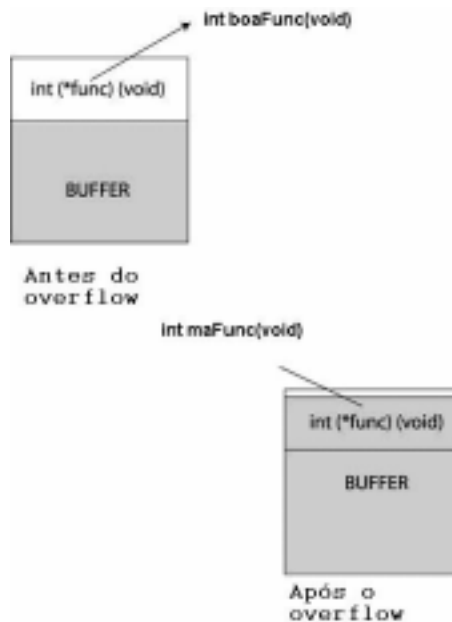 int boaFunc(void)
int (*func) (void)
BUFFER
Antes do
overflow
int maFunc(void)
int (*func) (void)
BUFFER
Após o
overflow